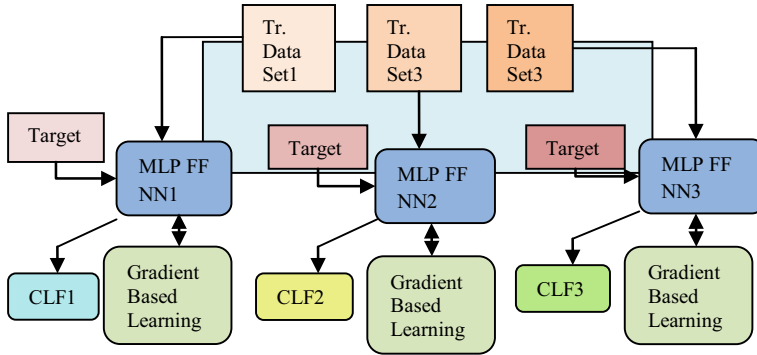 Tr.
Data
Set1
Tr.
Data
Set3
Tr.
Data
Set3
Target
Target
Target
MLP FF
NN1
MLP FF
NN2
MLP FF
NN3
CLF1
Gradient
Based
Learning
CLF2
Gradient
Based
Learning
CLF3
Gradient
Based
Learning